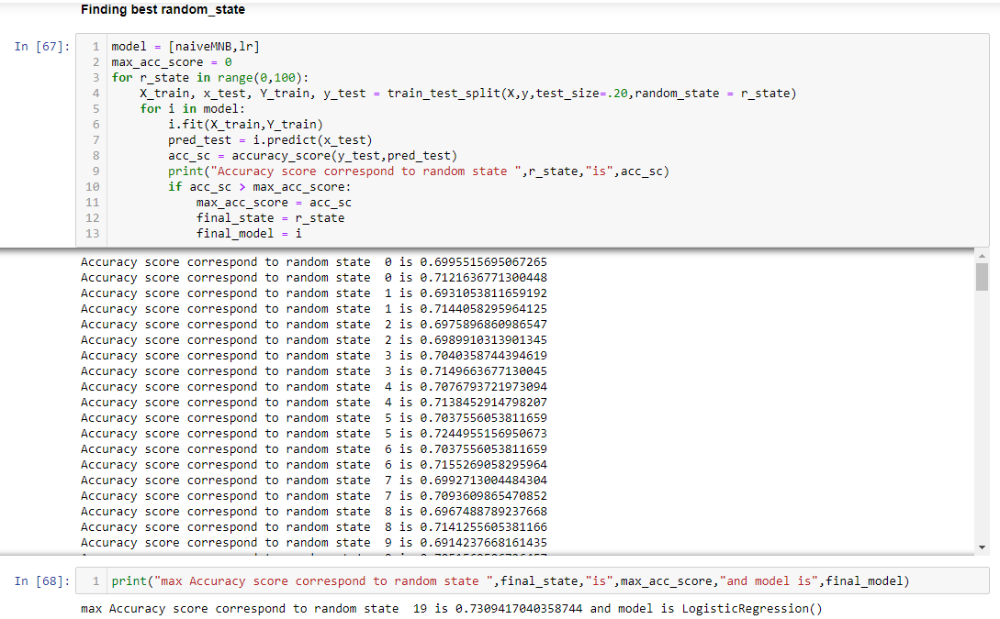 Finding best random_state
In [67]:
1 model = [naiveMNB,lr]
2 max_acc_score = 0
3 for r_state in range(0,100):
4     X_train, x_test, Y_train, y_test = train_test_split(X,y,test_size=.20,random_state = r_state)
5     for i in model:
6         i.fit(X_train,Y_train)
7         pred_test = i.predict(x_test)
8         acc_sc = accuracy_score(y_test,pred_test)
9         print("Accuracy score correspond to random state ",r_state,"is",acc_sc)
10         if acc_sc > max_acc_score:
11             max_acc_score = acc_sc
12             final_state = r_state
13             final_model = i
Accuracy score correspond to random state  0 is 0.6995515695067265
Accuracy score correspond to random state  0 is 0.7121636771300448
Accuracy score correspond to random state  1 is 0.6931053811659192
Accuracy score correspond to random state  1 is 0.7144058295964125
Accuracy score correspond to random state  2 is 0.6975896860986547
Accuracy score correspond to random state  2 is 0.6989910313901345
Accuracy score correspond to random state  3 is 0.7040358744394619
Accuracy score correspond to random state  3 is 0.7149663677130045
Accuracy score correspond to random state  4 is 0.7076793721973094
Accuracy score correspond to random state  4 is 0.7138452914798207
Accuracy score correspond to random state  5 is 0.7037556053811659
Accuracy score correspond to random state  5 is 0.7244955156950673
Accuracy score correspond to random state  6 is 0.7037556053811659
Accuracy score correspond to random state  6 is 0.7155269058295964
Accuracy score correspond to random state  7 is 0.6992713004484304
Accuracy score correspond to random state  7 is 0.7093609865470852
Accuracy score correspond to random state  8 is 0.6967488789237668
Accuracy score correspond to random state  8 is 0.7141255605381166
Accuracy score correspond to random state  9 is 0.6914237668161435
In [68]:
1 print("max Accuracy score correspond to random state ",final_state,"is",max_acc_score,"and model is",final_model)
max Accuracy score correspond to random state  19 is 0.7309417040358744 and model is LogisticRegression()